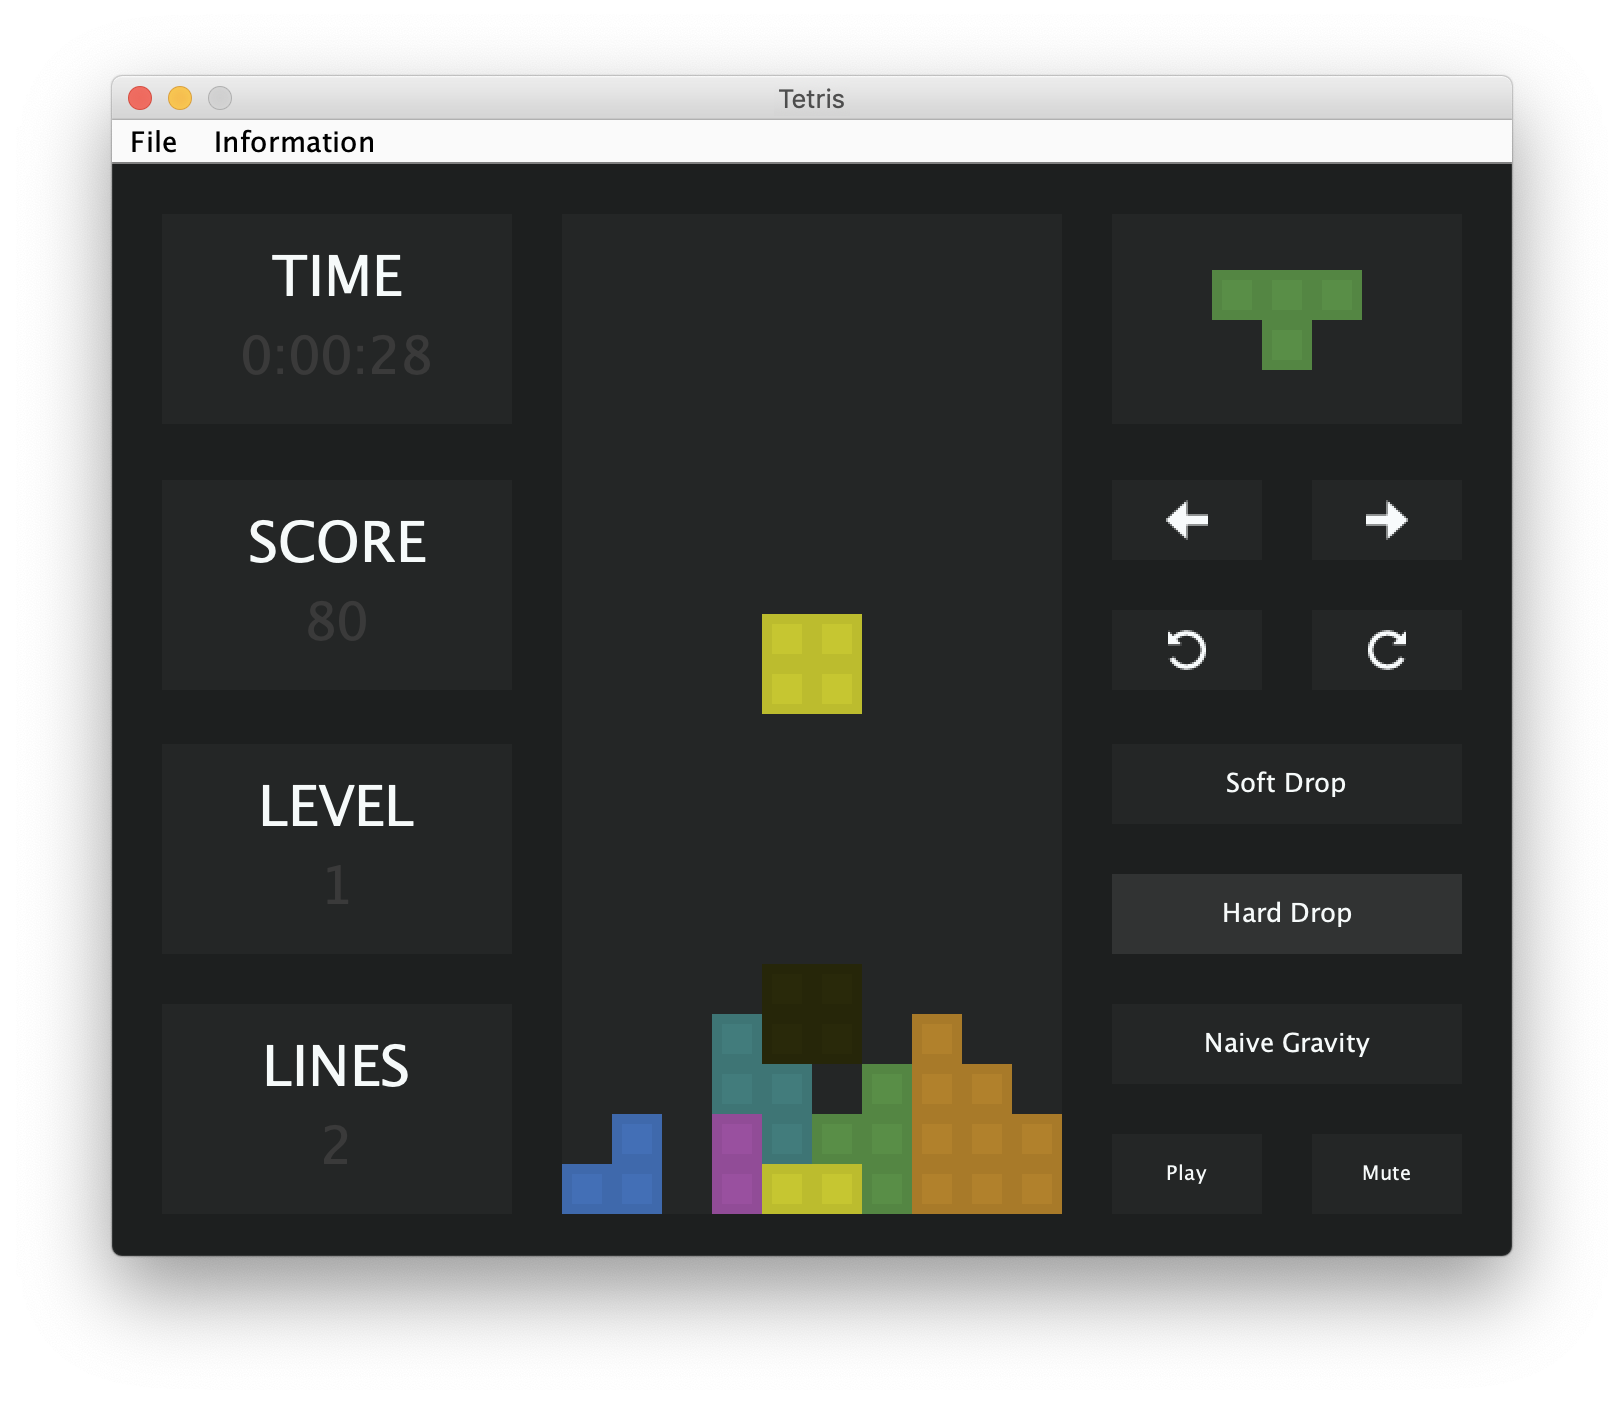 Tetris
File Information
TIME
0:00:28
SCORE
80
LEVEL
1
LINES
2
Soft Drop
Hard Drop
Naive Gravity
Play Mute